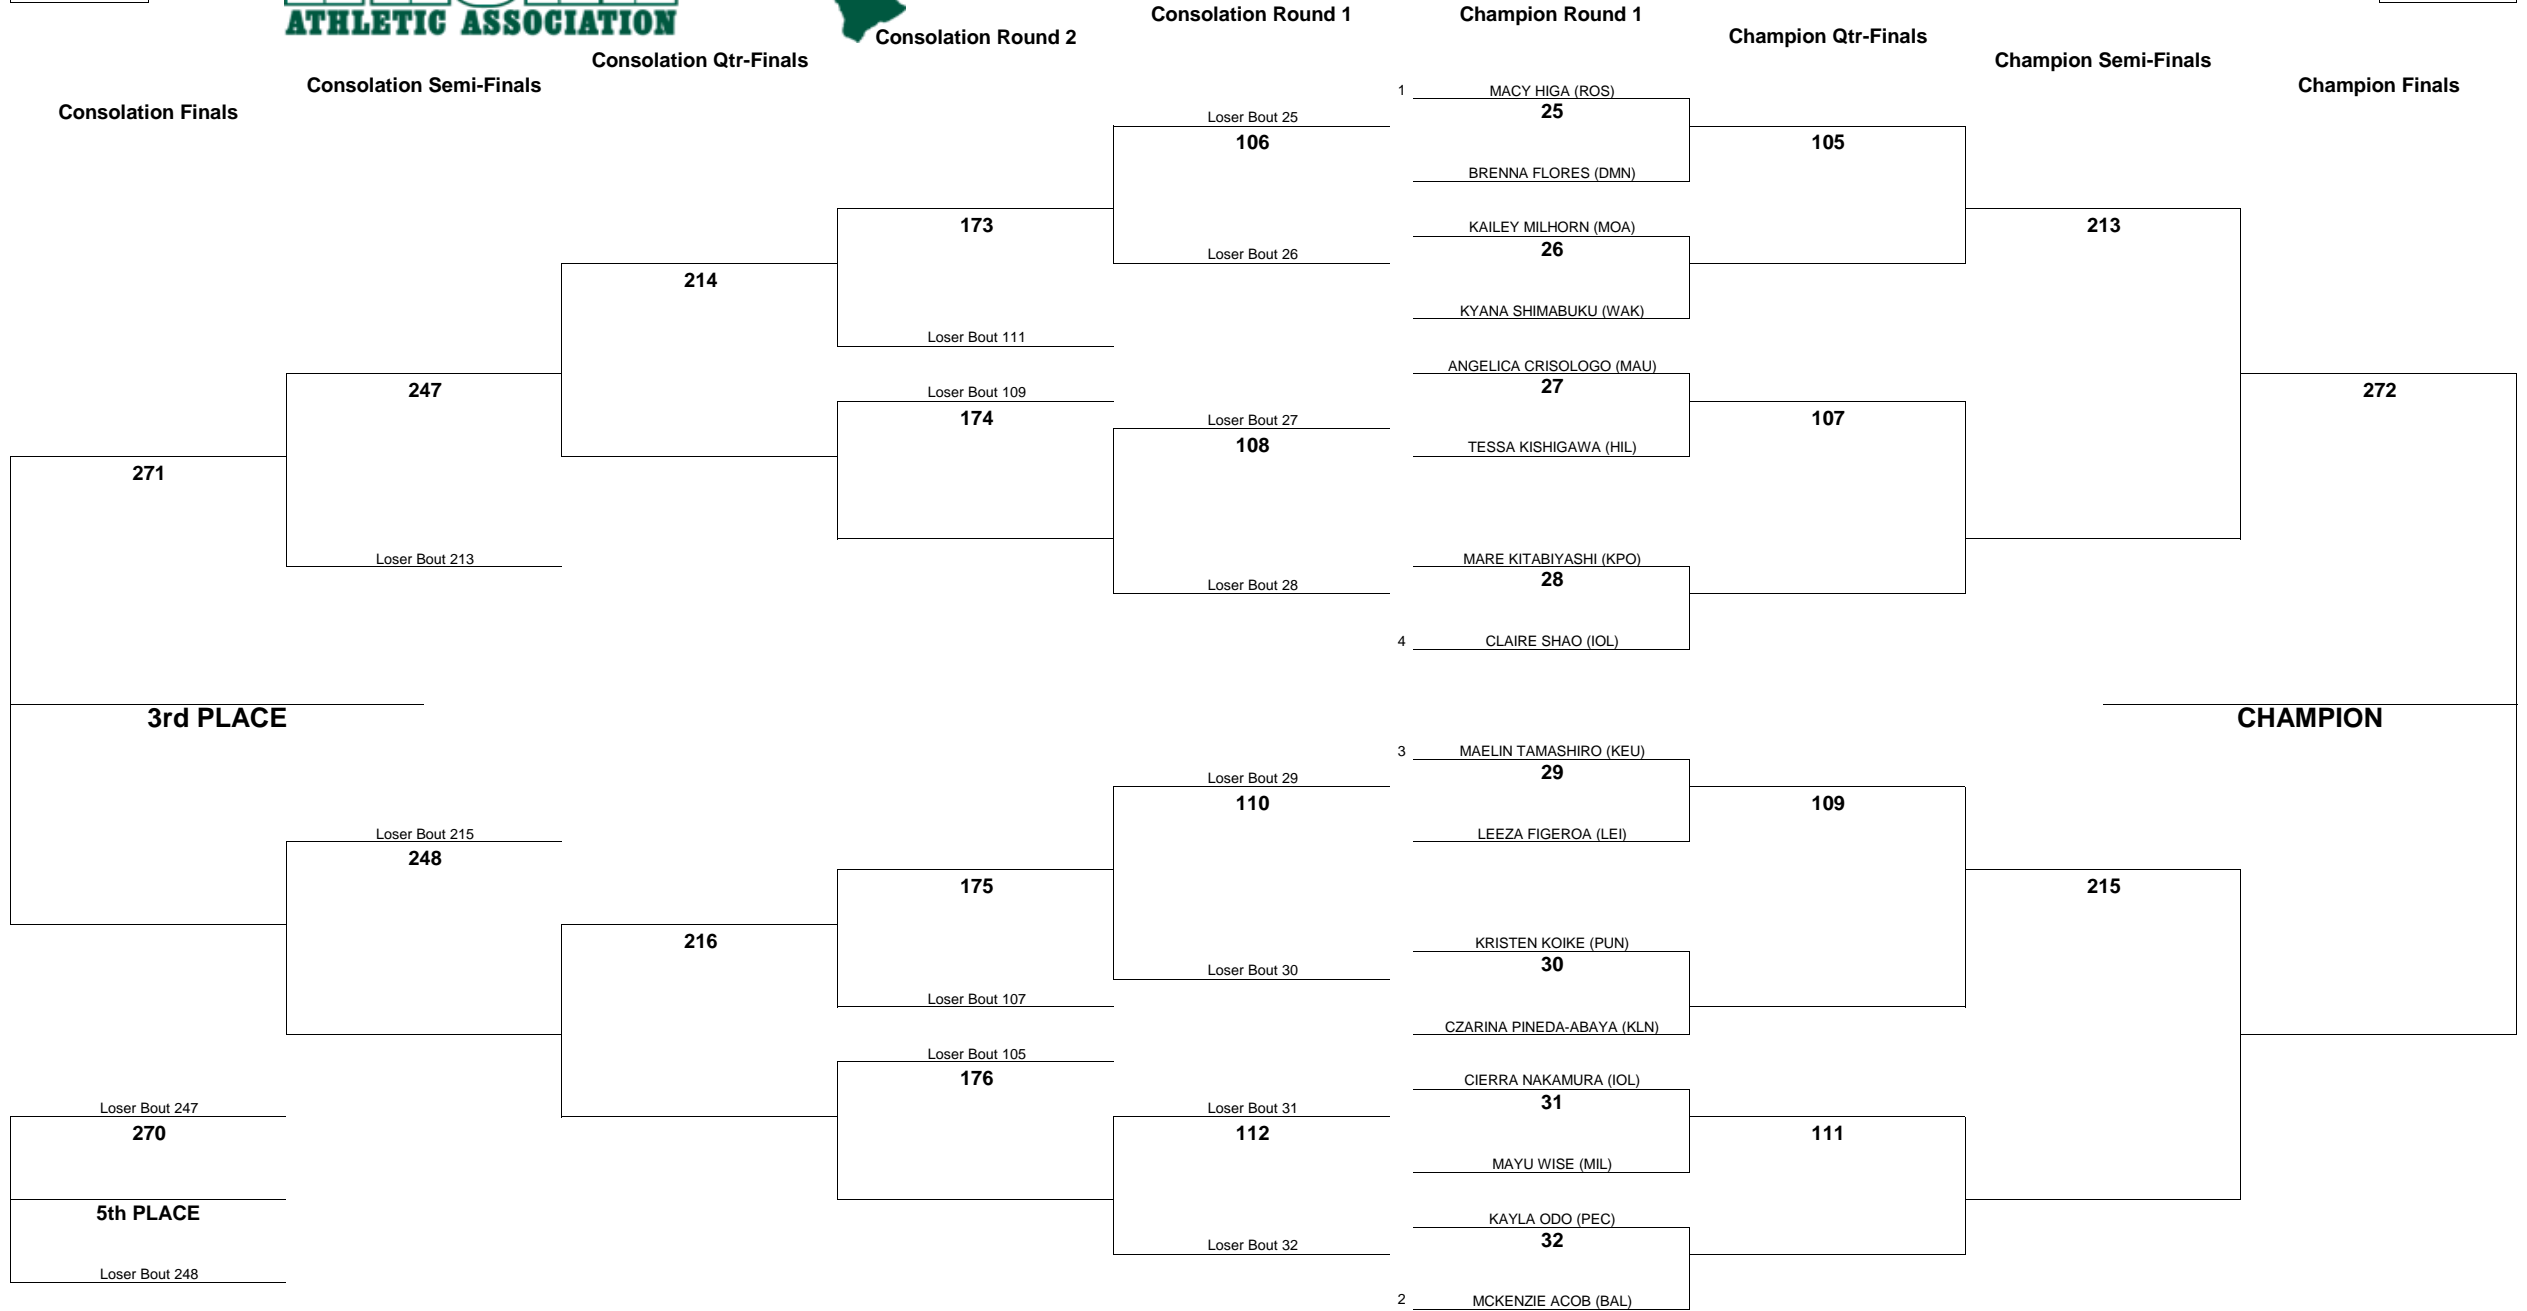 ATHLETIC ASSOCIATION
Consolation Round 1
Champion Round 1
Consolation Round 2
Champion Qtr-Finals
Consolation Qtr-Finals
Champion Semi-Finals
Consolation Semi-Finals
Champion Finals
Consolation Finals
1 MACY HIGA (ROS)
25
Loser Bout 25
106
105
BRENNA FLORES (DMN)
KAILEY MILHORN (MOA)
173
213
26
Loser Bout 26
214
KYANA SHIMABUKU (WAK)
Loser Bout 111
ANGELICA CRISOLOGO (MAU)
247
Loser Bout 109
27
272
174
Loser Bout 27
107
108
TESSA KISHIGAWA (HIL)
271
Loser Bout 213
MARE KITABIYASHI (KPO)
28
Loser Bout 28
4 CLAIRE SHAO (IOL)
3rd PLACE
CHAMPION
3 MAELIN TAMASHIRO (KEU)
29
Loser Bout 29
110
109
Loser Bout 215
LEEZA FIGEROA (LEI)
248
175
215
216
KRISTEN KOIKE (PUN)
30
Loser Bout 30
Loser Bout 107
CZARINA PINEDA-ABAYA (KLN)
Loser Bout 105
176
CIERRA NAKAMURA (IOL)
31
Loser Bout 247
Loser Bout 31
270
112
111
MAYU WISE (MIL)
5th PLACE
KAYLA ODO (PEC)
32
Loser Bout 32
Loser Bout 248
2 MCKENZIE ACOB (BAL)